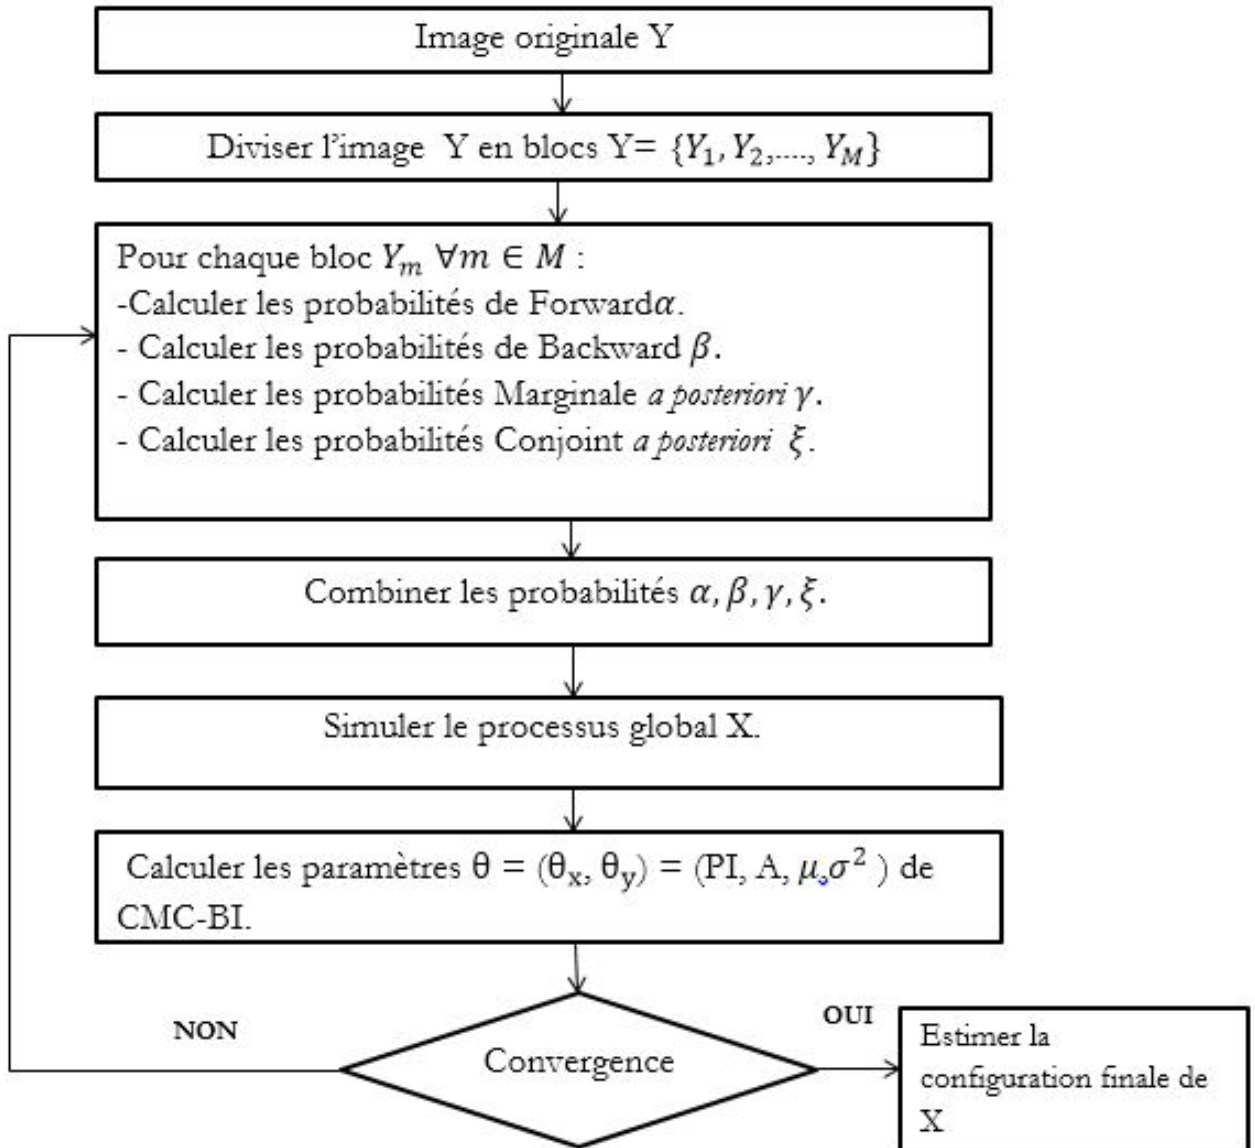 Image originale Y
Diviser l'image Y en blocs Y= {𝑌₁, 𝑌₂,...., 𝑌_M}
Pour chaque bloc 𝑌ₘ ∀𝑚 ∈ 𝑀 :
-Calculer les probabilités de Forward𝛼.
- Calculer les probabilités de Backward 𝛽.
- Calculer les probabilités Marginale a posteriori 𝛾.
- Calculer les probabilités Conjoint a posteriori 𝜉.
Combiner les probabilités 𝛼, 𝛽, 𝛾, 𝜉.
Simuler le processus global X.
Calculer les paramètres θ = (θₓ, θ_y) = (PI, A, 𝜇,𝜎² ) de
CMC-BI.
Convergence
NON
OUI
Estimer la
configuration finale de
X